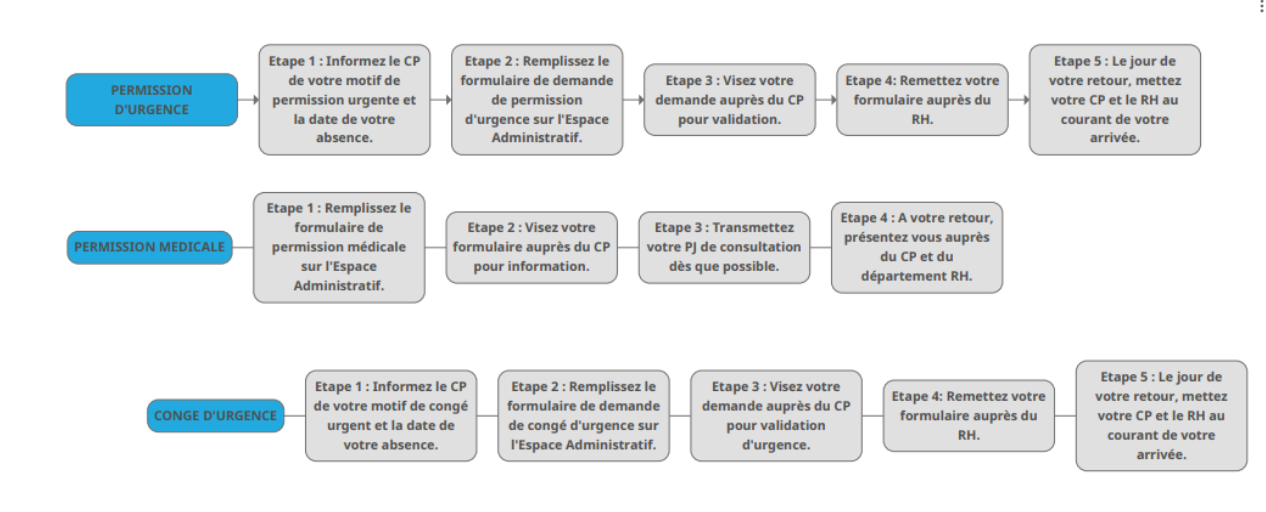 PERMISSION
D'URGENCE
Etape 1 : Informez le CP
de votre motif de
permission urgente et
la date de votre
absence.
Etape 2 : Remplissez le
formulaire de demande
de permission
d'urgence sur l'Espace
Administratif.
Etape 3 : Visez votre
demande auprès du CP
pour validation.
Etape 4: Remettez votre
formulaire auprès du
RH.
Etape 5 : Le jour de
votre retour, mettez
votre CP et le RH au
courant de votre
arrivée.
PERMISSION MEDICALE
Etape 1 : Remplissez le
formulaire de
permission médicale
sur l'Espace
Administratif.
Etape 2 : Visez votre
formulaire auprès du CP
pour information.
Etape 3 : Transmettez
votre PJ de consultation
dès que possible.
Etape 4 : A votre retour,
présentez vous auprès
du CP et du
département RH.
CONGE D'URGENCE
Etape 1 : Informez le CP
de votre motif de congé
urgent et la date de
votre absence.
Etape 2 : Remplissez le
formulaire de demande
de congé d'urgence sur
l'Espace Administratif.
Etape 3 : Visez votre
demande auprès du CP
pour validation
d'urgence.
Etape 4: Remettez votre
formulaire auprès du
RH.
Etape 5 : Le jour de
votre retour, mettez
votre CP et le RH au
courant de votre
arrivée.